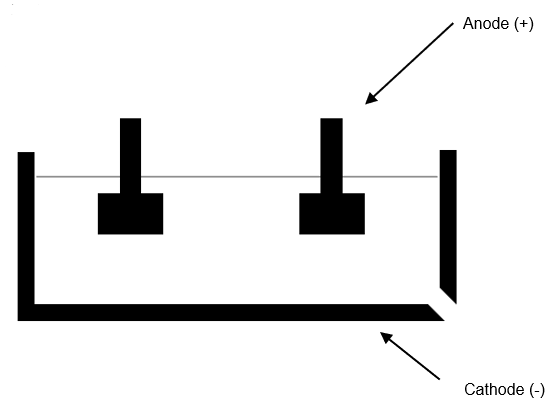 Anode (+)
Cathode (-)